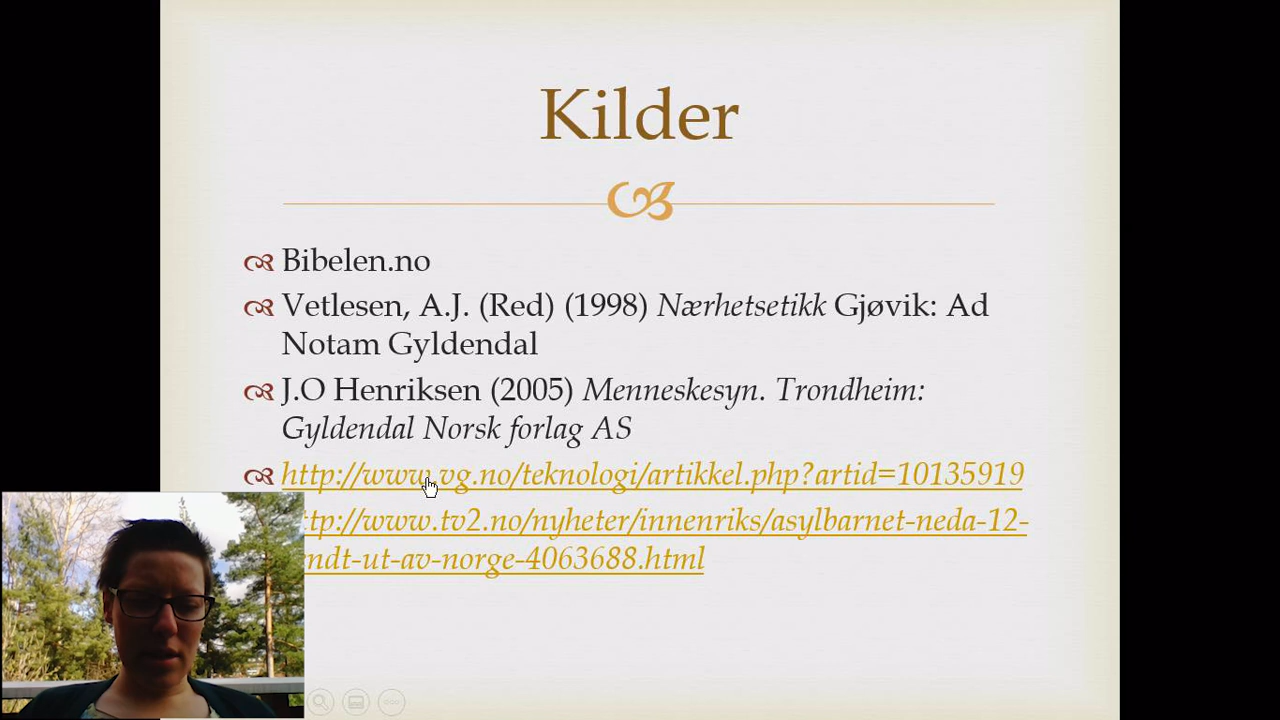 Kilder
Bibelen.no
Vetlesen, A.J. (Red) (1998) Nærhetsetikk Gjøvik: Ad
Notam Gyldendal
J.O Henriksen (2005) Menneskesyn. Trondheim:
Gyldendal Norsk forlag AS
http://www.vg.no/teknologi/artikkel.php?artid=10135919
tp://www.tv2.no/nyheter/innenriks/asylbarnet-neda-12-
ndt-ut-av-norge-4063688.html